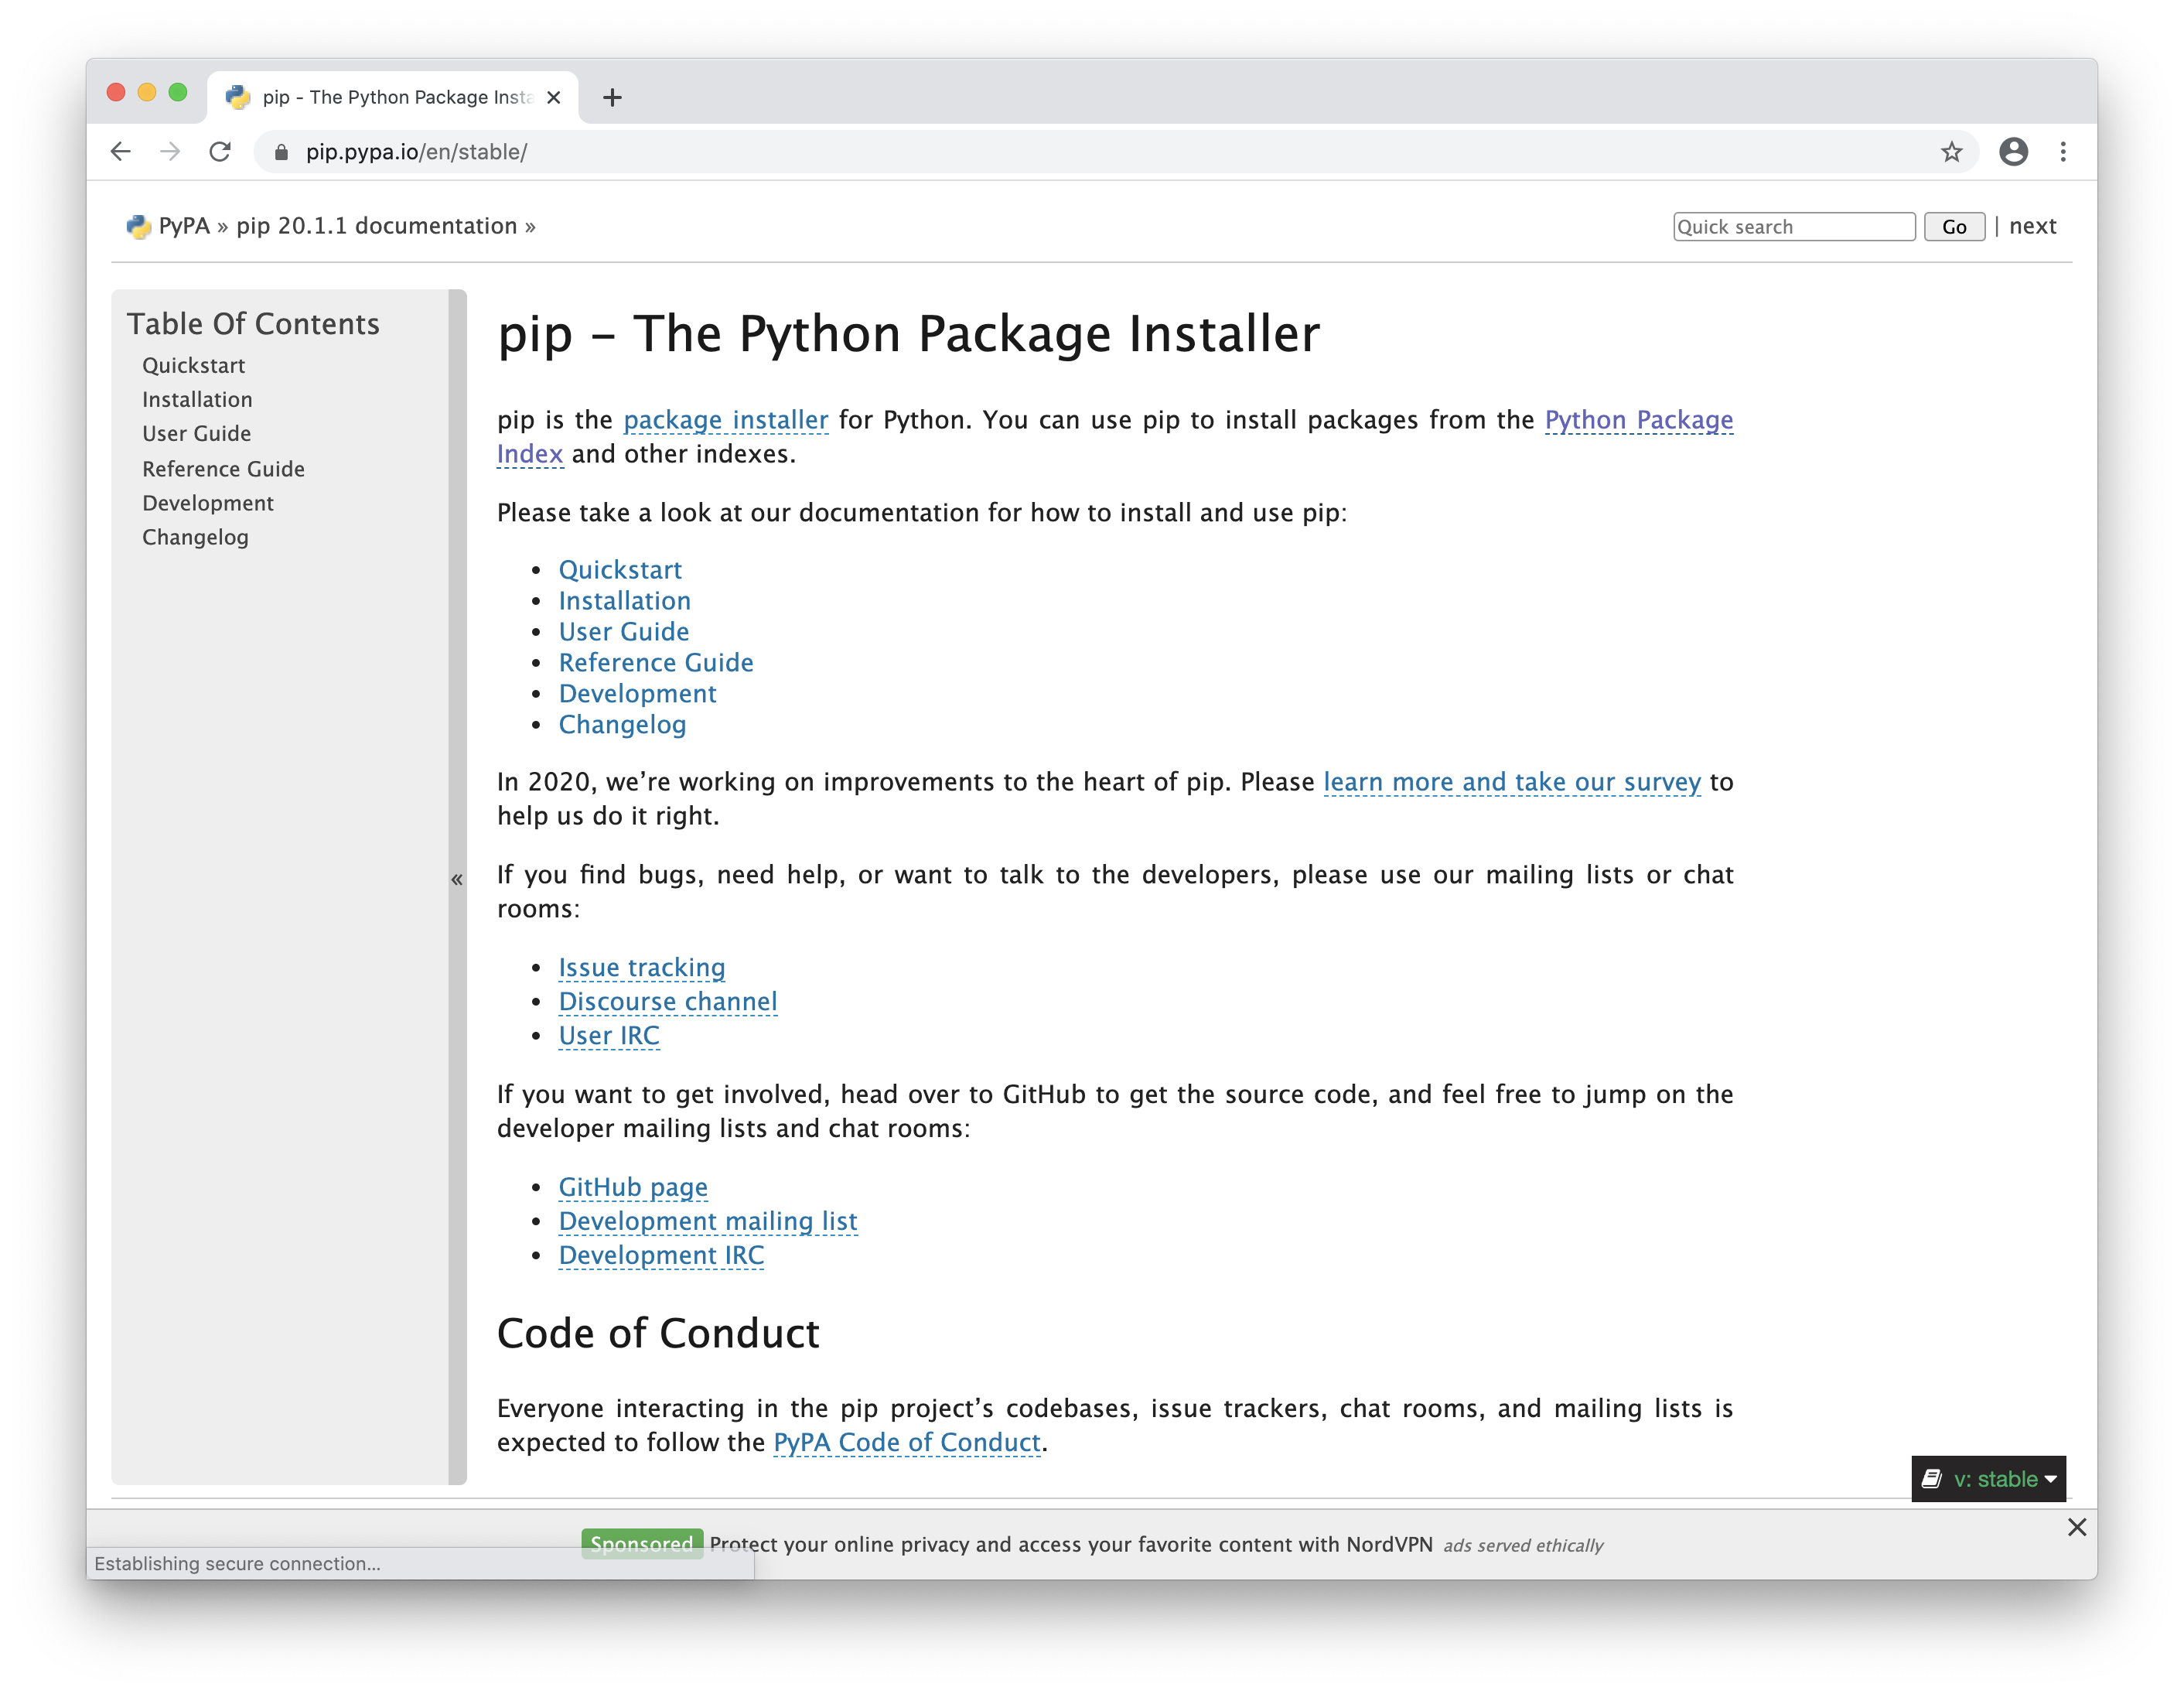 pip - The Python Package Insta
pip.pypa.io/en/stable/
PyPA » pip 20.1.1 documentation »
Quick search Go | next
Table Of Contents
Quickstart
Installation
User Guide
Reference Guide
Development
Changelog
«
pip – The Python Package Installer
pip is the package installer for Python. You can use pip to install packages from the Python Package
Index and other indexes.
Please take a look at our documentation for how to install and use pip:
• Quickstart
• Installation
• User Guide
• Reference Guide
• Development
• Changelog
In 2020, we’re working on improvements to the heart of pip. Please learn more and take our survey to
help us do it right.
If you find bugs, need help, or want to talk to the developers, please use our mailing lists or chat
rooms:
• Issue tracking
• Discourse channel
• User IRC
If you want to get involved, head over to GitHub to get the source code, and feel free to jump on the
developer mailing lists and chat rooms:
• GitHub page
• Development mailing list
• Development IRC
Code of Conduct
Everyone interacting in the pip project’s codebases, issue trackers, chat rooms, and mailing lists is
expected to follow the PyPA Code of Conduct.
v: stable
Sponsored Protect your online privacy and access your favorite content with NordVPN ads served ethically
Establishing secure connection...